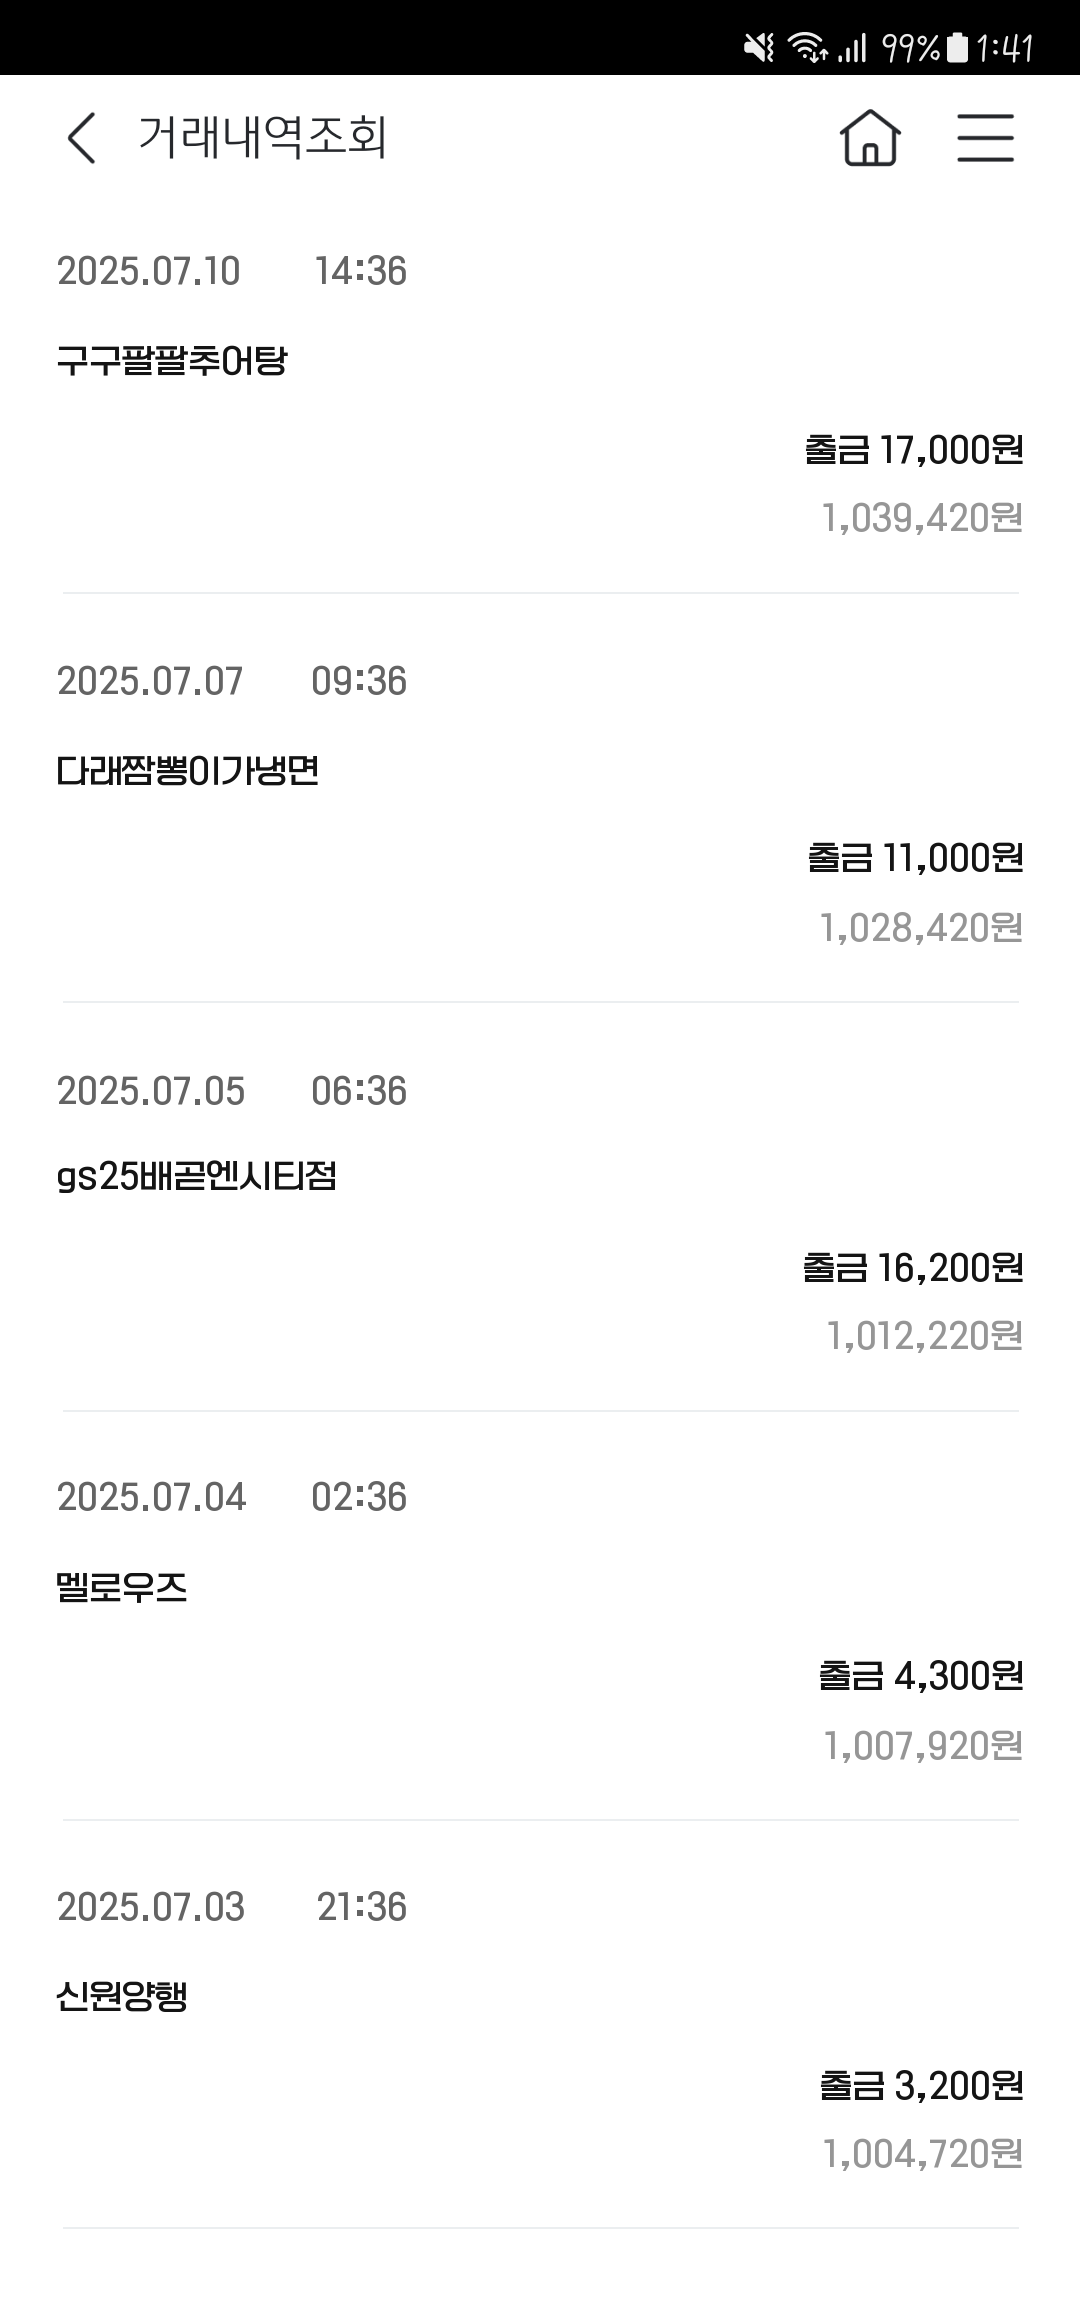 99% 1:41
거래내역조회
2025.07.10 14:36
구구팔팔추어탕
출금 17,000원
1,039,420원
2025.07.07 09:36
다래짬뽕이가냉면
출금 11,000원
1,028,420원
2025.07.05 06:36
gs25배곧엔시티점
출금 16,200원
1,012,220원
2025.07.04 02:36
멜로우즈
출금 4,300원
1,007,920원
2025.07.03 21:36
신원양행
출금 3,200원
1,004,720원